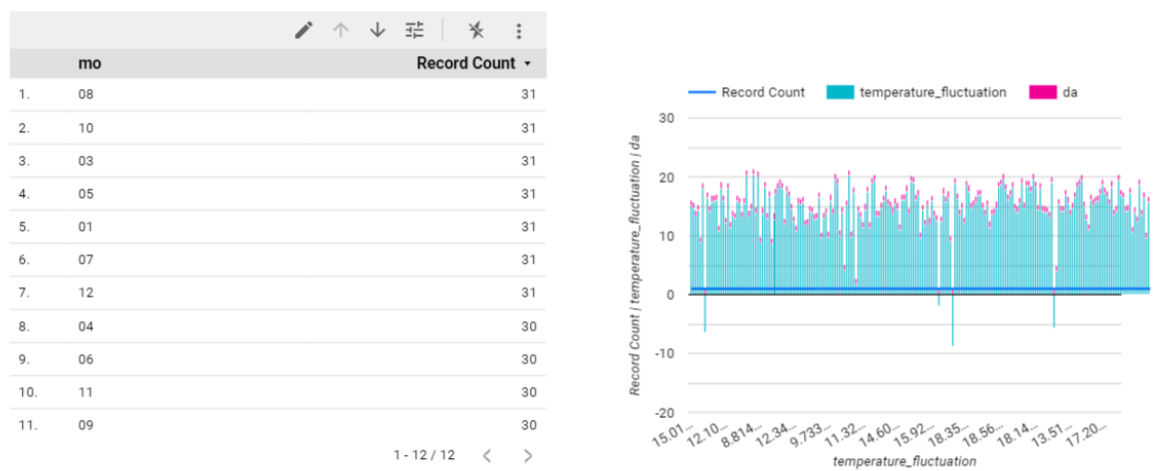 mo Record Count
1. 08 31
2. 10 31
3. 03 31
4. 05 31
5. 01 31
6. 07 31
7. 12 31
8. 04 30
9. 06 30
10. 11 30
11. 09 30
1 - 12 / 12
Record Count temperature_fluctuation da
Record Count | temperature_fluctuation | da
30
20
10
0
-10
-20
15.01... 12.10... 8.814... 12.34... 9.733... 11.32... 14.60... 15.92... 18.35... 18.56... 18.14... 13.51... 17.20...
temperature_fluctuation